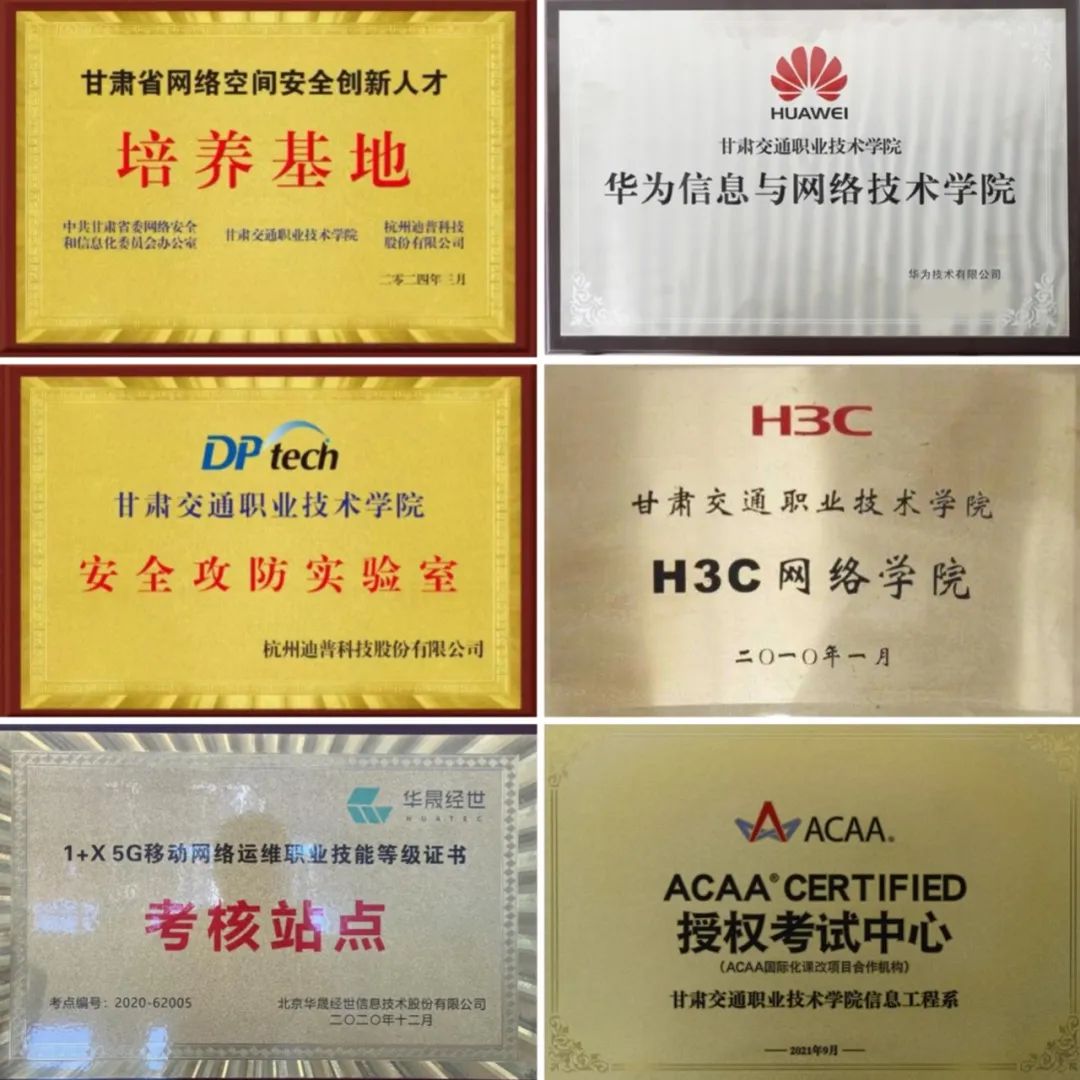 甘肃省网络空间安全创新人才
培养基地
中共甘肃省委网络安全
和信息化委员会办公室
甘肃交通职业技术学院
杭州迪普科技
股份有限公司
二零二四年三月
HUAWEI
甘肃交通职业技术学院
华为信息与网络技术学院
华为技术有限公司
DPtech
甘肃交通职业技术学院
安全攻防实验室
杭州迪普科技股份有限公司
H3C
甘肃交通职业技术学院
H3C网络学院
二〇一〇年一月
华晟经世
HUATEC
1+X 5G移动网络运维职业技能等级证书
考核站点
考点编号：2020-62005
北京华晟经世信息技术股份有限公司
二〇二〇年十二月
ACAA®
ACAA® CERTIFIED
授权考试中心
（ACAA国际化课改项目合作机构）
甘肃交通职业技术学院信息工程系
2021年9月